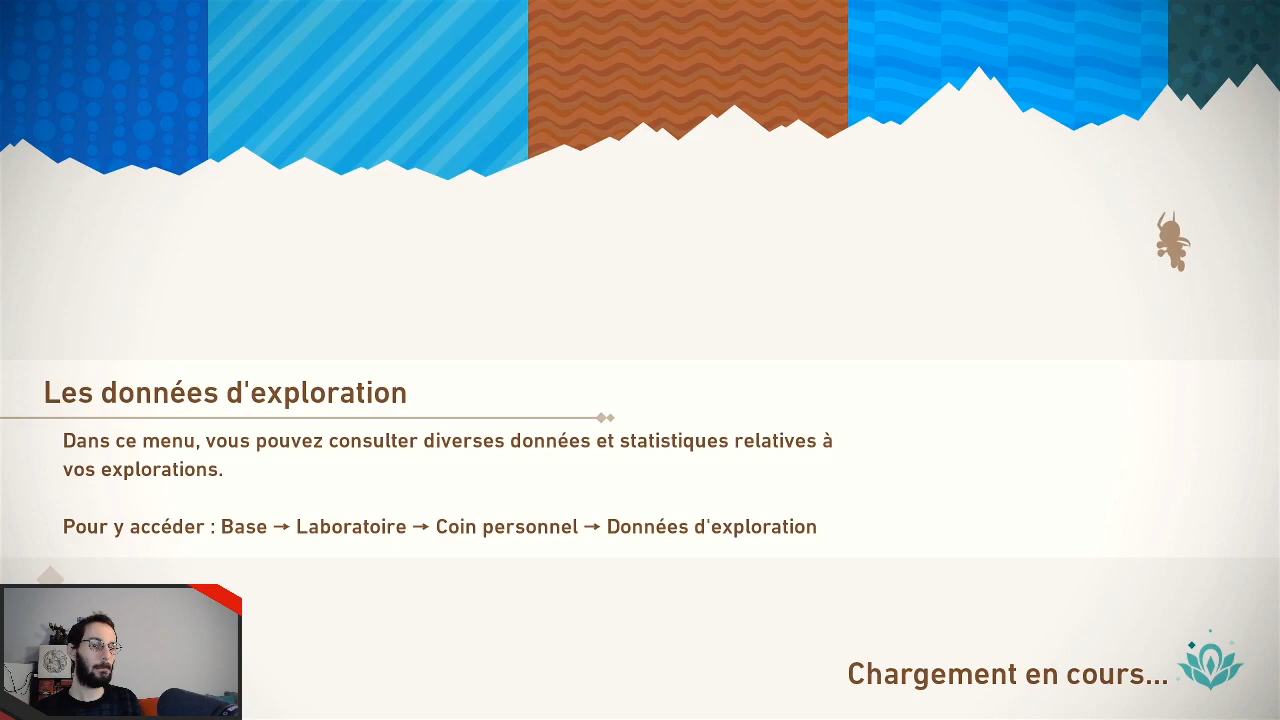 Les données d'exploration
Dans ce menu, vous pouvez consulter diverses données et statistiques relatives à
vos explorations.
Pour y accéder : Base → Laboratoire → Coin personnel → Données d'exploration
Chargement en cours...